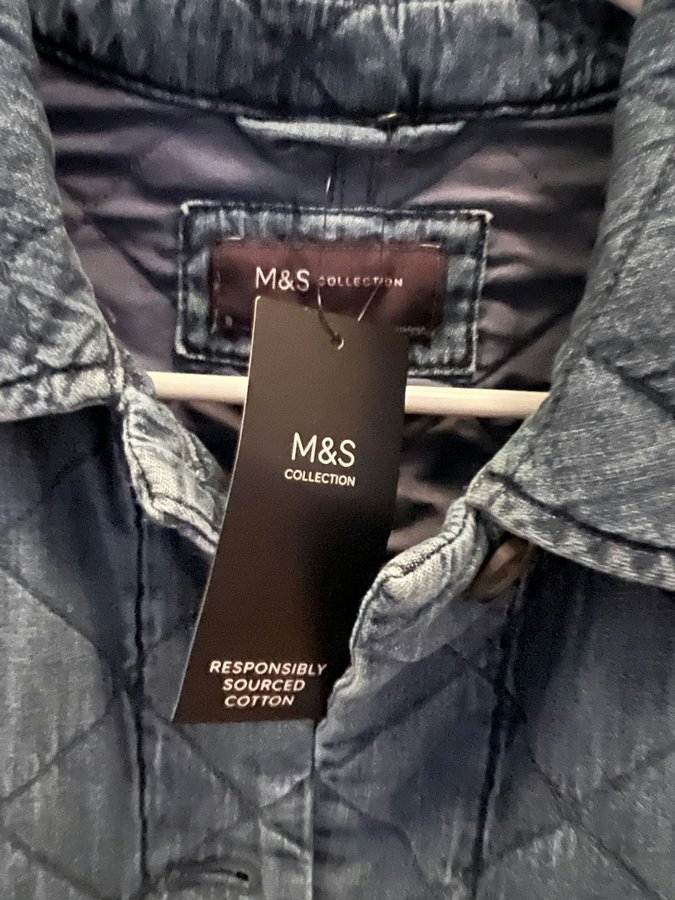 M&S COLLECTION
M&S
COLLECTION
RESPONSIBLY
SOURCED
COTTON